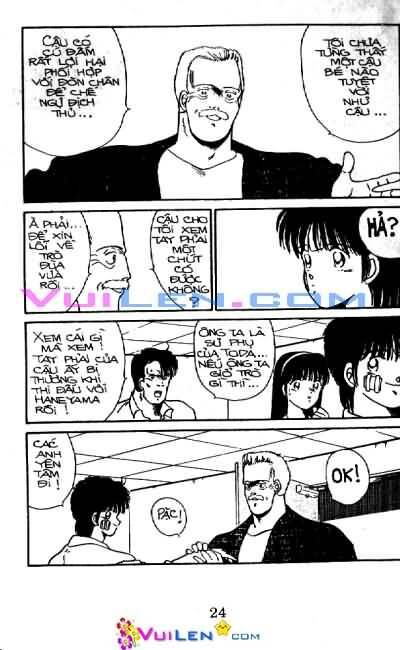 TÔI CHƯA
TỪNG THẤY
MỘT CẬU
BÉ NÀO
TUYỆT
VỜI
NHƯ
CẬU...
CẬU CÓ
CÚ ĐẤM
RẤT LỢI HẠI
PHỐI HỢP
VỚI ĐÒN CHÂN
ĐỂ CHẾ
NGỰ ĐỊCH
THỦ...
HẢ?
CẬU CHO
TÔI XEM
TAY PHẢI
MỘT
CHÚT
CÓ
ĐƯỢC
KHÔNG
?
À PHẢI...
ĐỂ XIN
LỖI VỀ
TRÒ
ĐÙA
VỪA
RỒI...
VUILEN.COM
ÔNG TA LÀ
SƯ PHỤ
CỦA TODA...
NẾU ÔNG TA
GIỞ TRÒ
GÌ THÌ...
XEM CÁI GÌ
MÀ XEM!
TAY PHẢI CỦA
CẬU ẤY BỊ
THƯƠNG KHI
THI ĐẤU VỚI
HANEYAMA
RỒI!
OK!
PẶC!
CÁC
ANH
YÊN
TÂM
ĐI!
24
VUILEN.COM